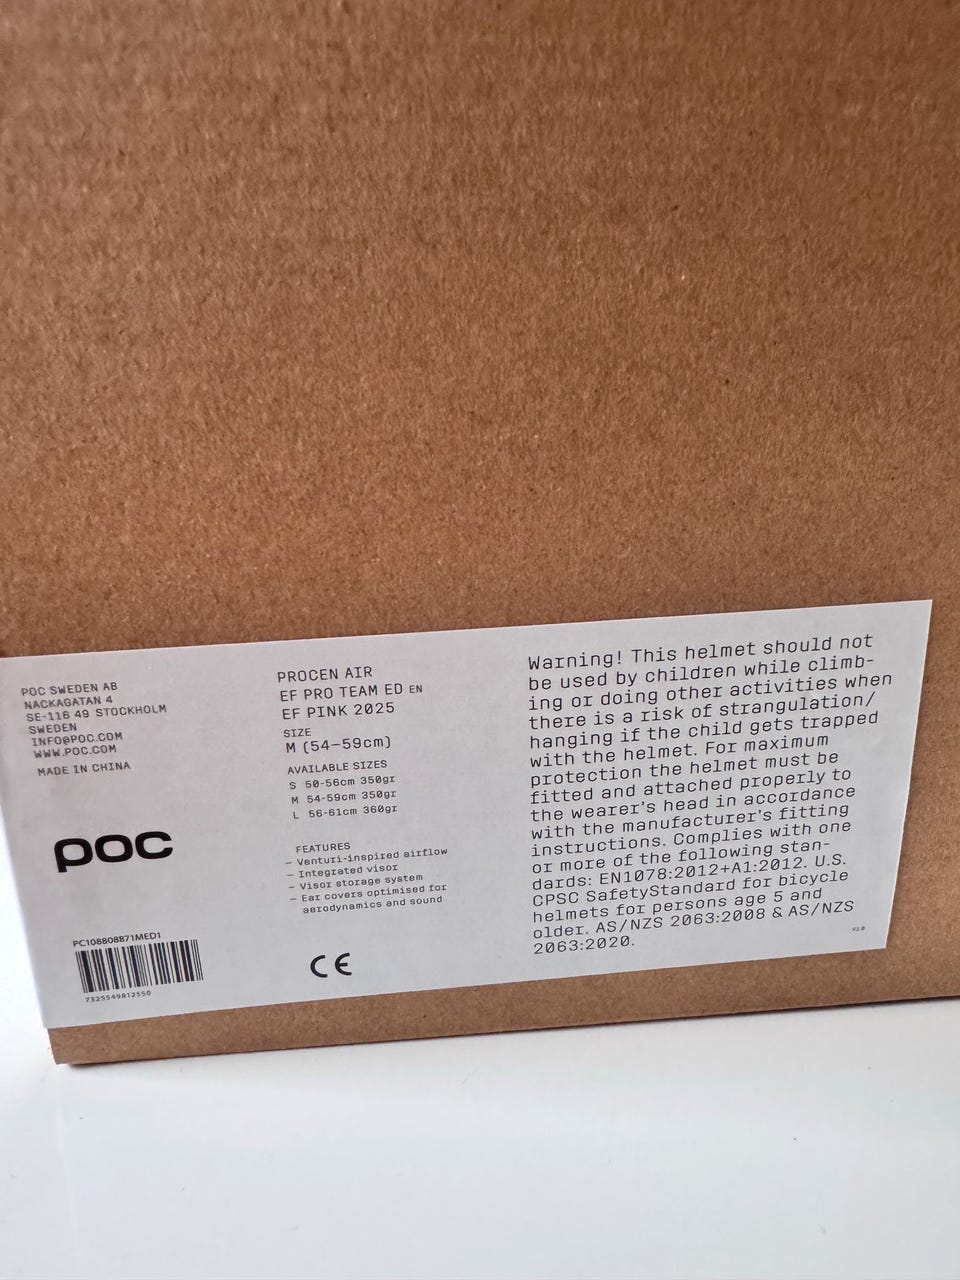 POC SWEDEN AB
NACKAGATAN 4
SE-116 49 STOCKHOLM
SWEDEN
INFO@POC.COM
WWW.POC.COM
MADE IN CHINA
poc
PC108808871MED1
7325549812550
PROCEN AIR
EF PRO TEAM ED EN
EF PINK 2025
SIZE
M (54–59cm)
AVAILABLE SIZES
S 50-56cm 350gr
M 54-59cm 350gr
L 56-61cm 360gr
FEATURES
– Venturi-inspired airflow
– Integrated visor
– Visor storage system
– Ear covers optimised for
aerodynamics and sound
CE
Warning! This helmet should not
be used by children while climb-
ing or doing other activities when
there is a risk of strangulation/
hanging if the child gets trapped
with the helmet. For maximum
protection the helmet must be
fitted and attached properly to
the wearer's head in accordance
with the manufacturer's fitting
instructions. Complies with one
or more of the following stan-
dards: EN1078:2012+A1:2012. U.S.
CPSC SafetyStandard for bicycle
helmets for persons age 5 and
older. AS/NZS 2063:2008 & AS/NZS
2063:2020.
V1.0